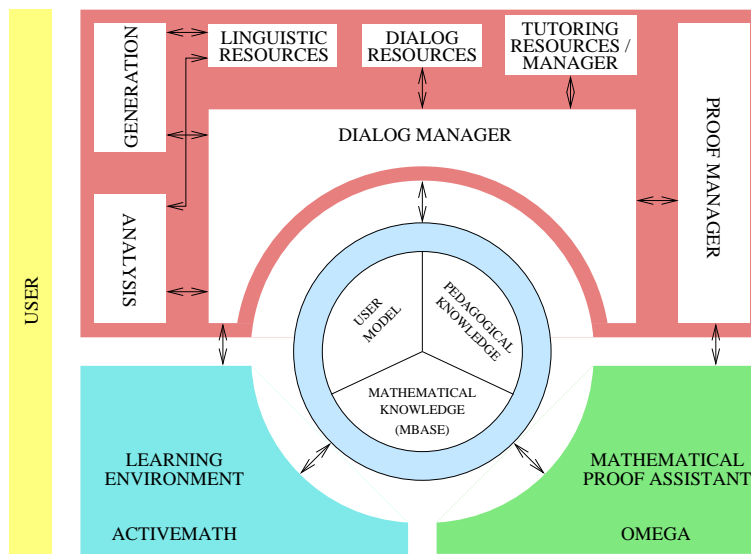 USER
GENERATION
LINGUISTIC
RESOURCES
DIALOG
RESOURCES
TUTORING
RESOURCES /
MANAGER
DIALOG MANAGER
PROOF MANAGER
ANALYSIS
USER
MODEL
PEDAGOGICAL
KNOWLEDGE
MATHEMATICAL
KNOWLEDGE
(MBASE)
LEARNING
ENVIRONMENT
ACTIVEMATH
MATHEMATICAL
PROOF ASSISTANT
OMEGA